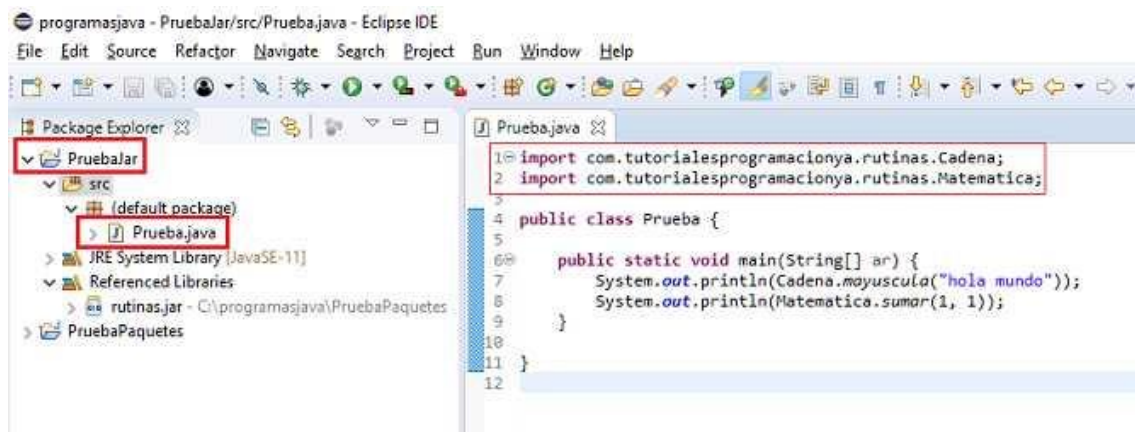 programasjava - PruebaJar/src/Prueba.java - Eclipse IDE
File Edit Source Refactor Navigate Search Project Run Window Help
Package Explorer
PruebaJar
src
(default package)
Prueba.java
JRE System Library [JavaSE-11]
Referenced Libraries
rutinas.jar - C:\programasjava\PruebaPaquetes
PruebaPaquetes
Prueba.java
1 import com.tutorialesprogramacionya.rutinas.Cadena;
2 import com.tutorialesprogramacionya.rutinas.Matematica;
3
4 public class Prueba {
5
6 public static void main(String[] ar) {
7 System.out.println(Cadena.mayuscula("hola mundo"));
8 System.out.println(Matematica.sumar(1, 1));
9 }
10
11 }
12